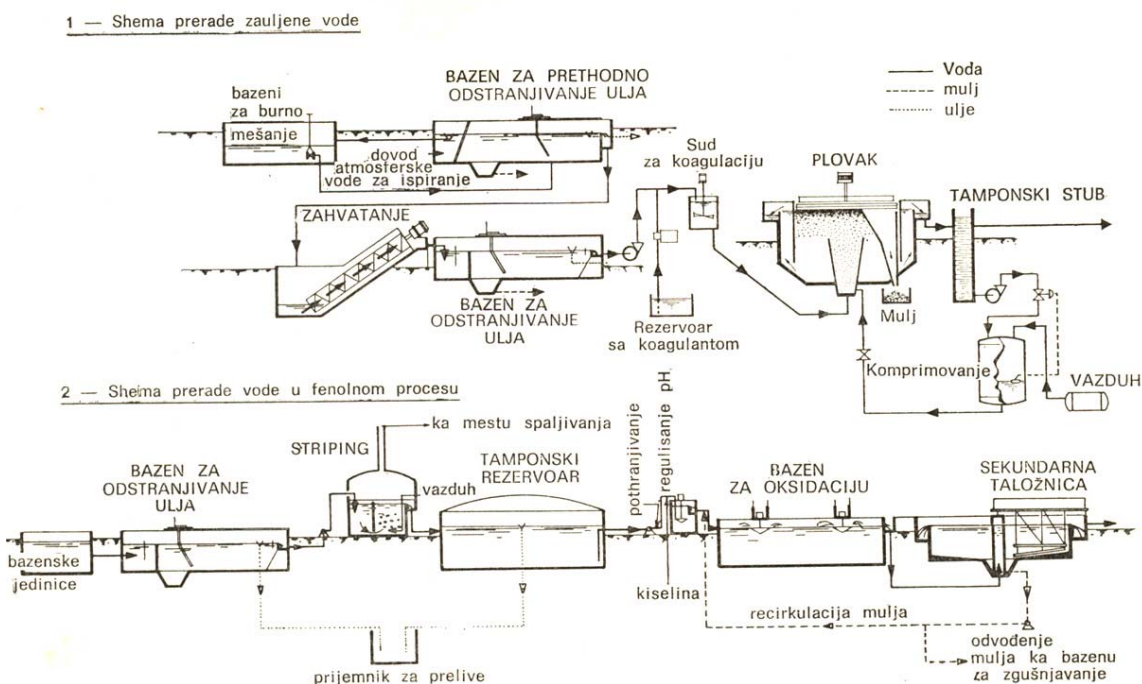 1 — Shema prerade zauljene vode
bazeni
za burno
mešanje
BAZEN ZA PRETHODNO
ODSTRANJIVANJE ULJA
Voda
mulj
ulje
dovod
atmosferske
vode za ispiranje
Sud
za koagulaciju
PLOVAK
TAMPONSKI STUB
ZAHVATANJE
BAZEN ZA
ODSTRANJIVANJE
ULJA
Rezervoar
sa koagulantom
Mulj
Komprimovanje
VAZDUH
2 — Shema prerade vode u fenolnom procesu
ka mestu spaljivanja
STRIPING
vazduh
BAZEN ZA
ODSTRANJIVANJE
ULJA
TAMPONSKI
REZERVOAR
pothranjivanje
regulisanje pH
BAZEN
ZA OKSIDACIJU
SEKUNDARNA
TALOŽNICA
bazenske
jedinice
kiselina
recirkulacija mulja
prijemnik za prelive
odvođenje
mulja ka bazenu
za zgušnjavanje